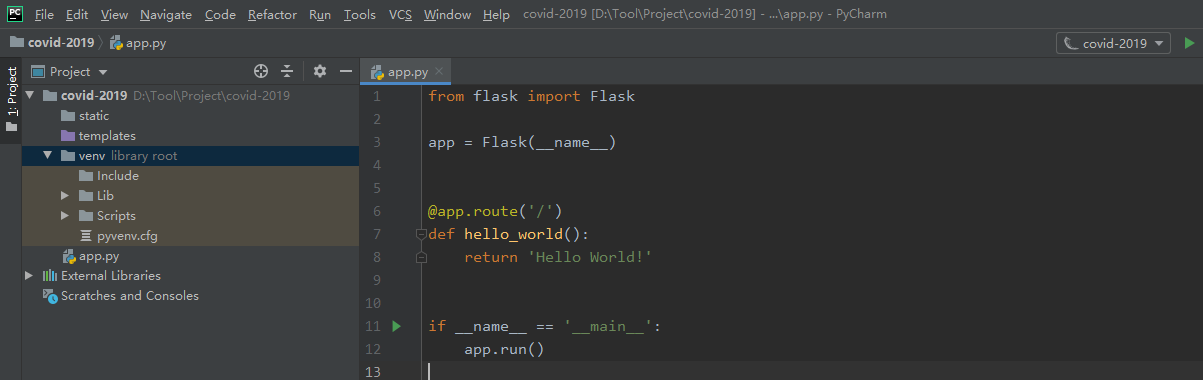 PC File Edit View Navigate Code Refactor Run Tools VCS Window Help covid-2019 [D:\Tool\Project\covid-2019] - ...\app.py - PyCharm
covid-2019 app.py covid-2019
1: Project
Project
covid-2019 D:\Tool\Project\covid-2019
static
templates
venv library root
Include
Lib
Scripts
pyvenv.cfg
app.py
External Libraries
Scratches and Consoles
app.py
1 from flask import Flask
2
3 app = Flask(__name__)
4
5
6 @app.route('/')
7 def hello_world():
8     return 'Hello World!'
9
10
11 if __name__ == '__main__':
12     app.run()
13